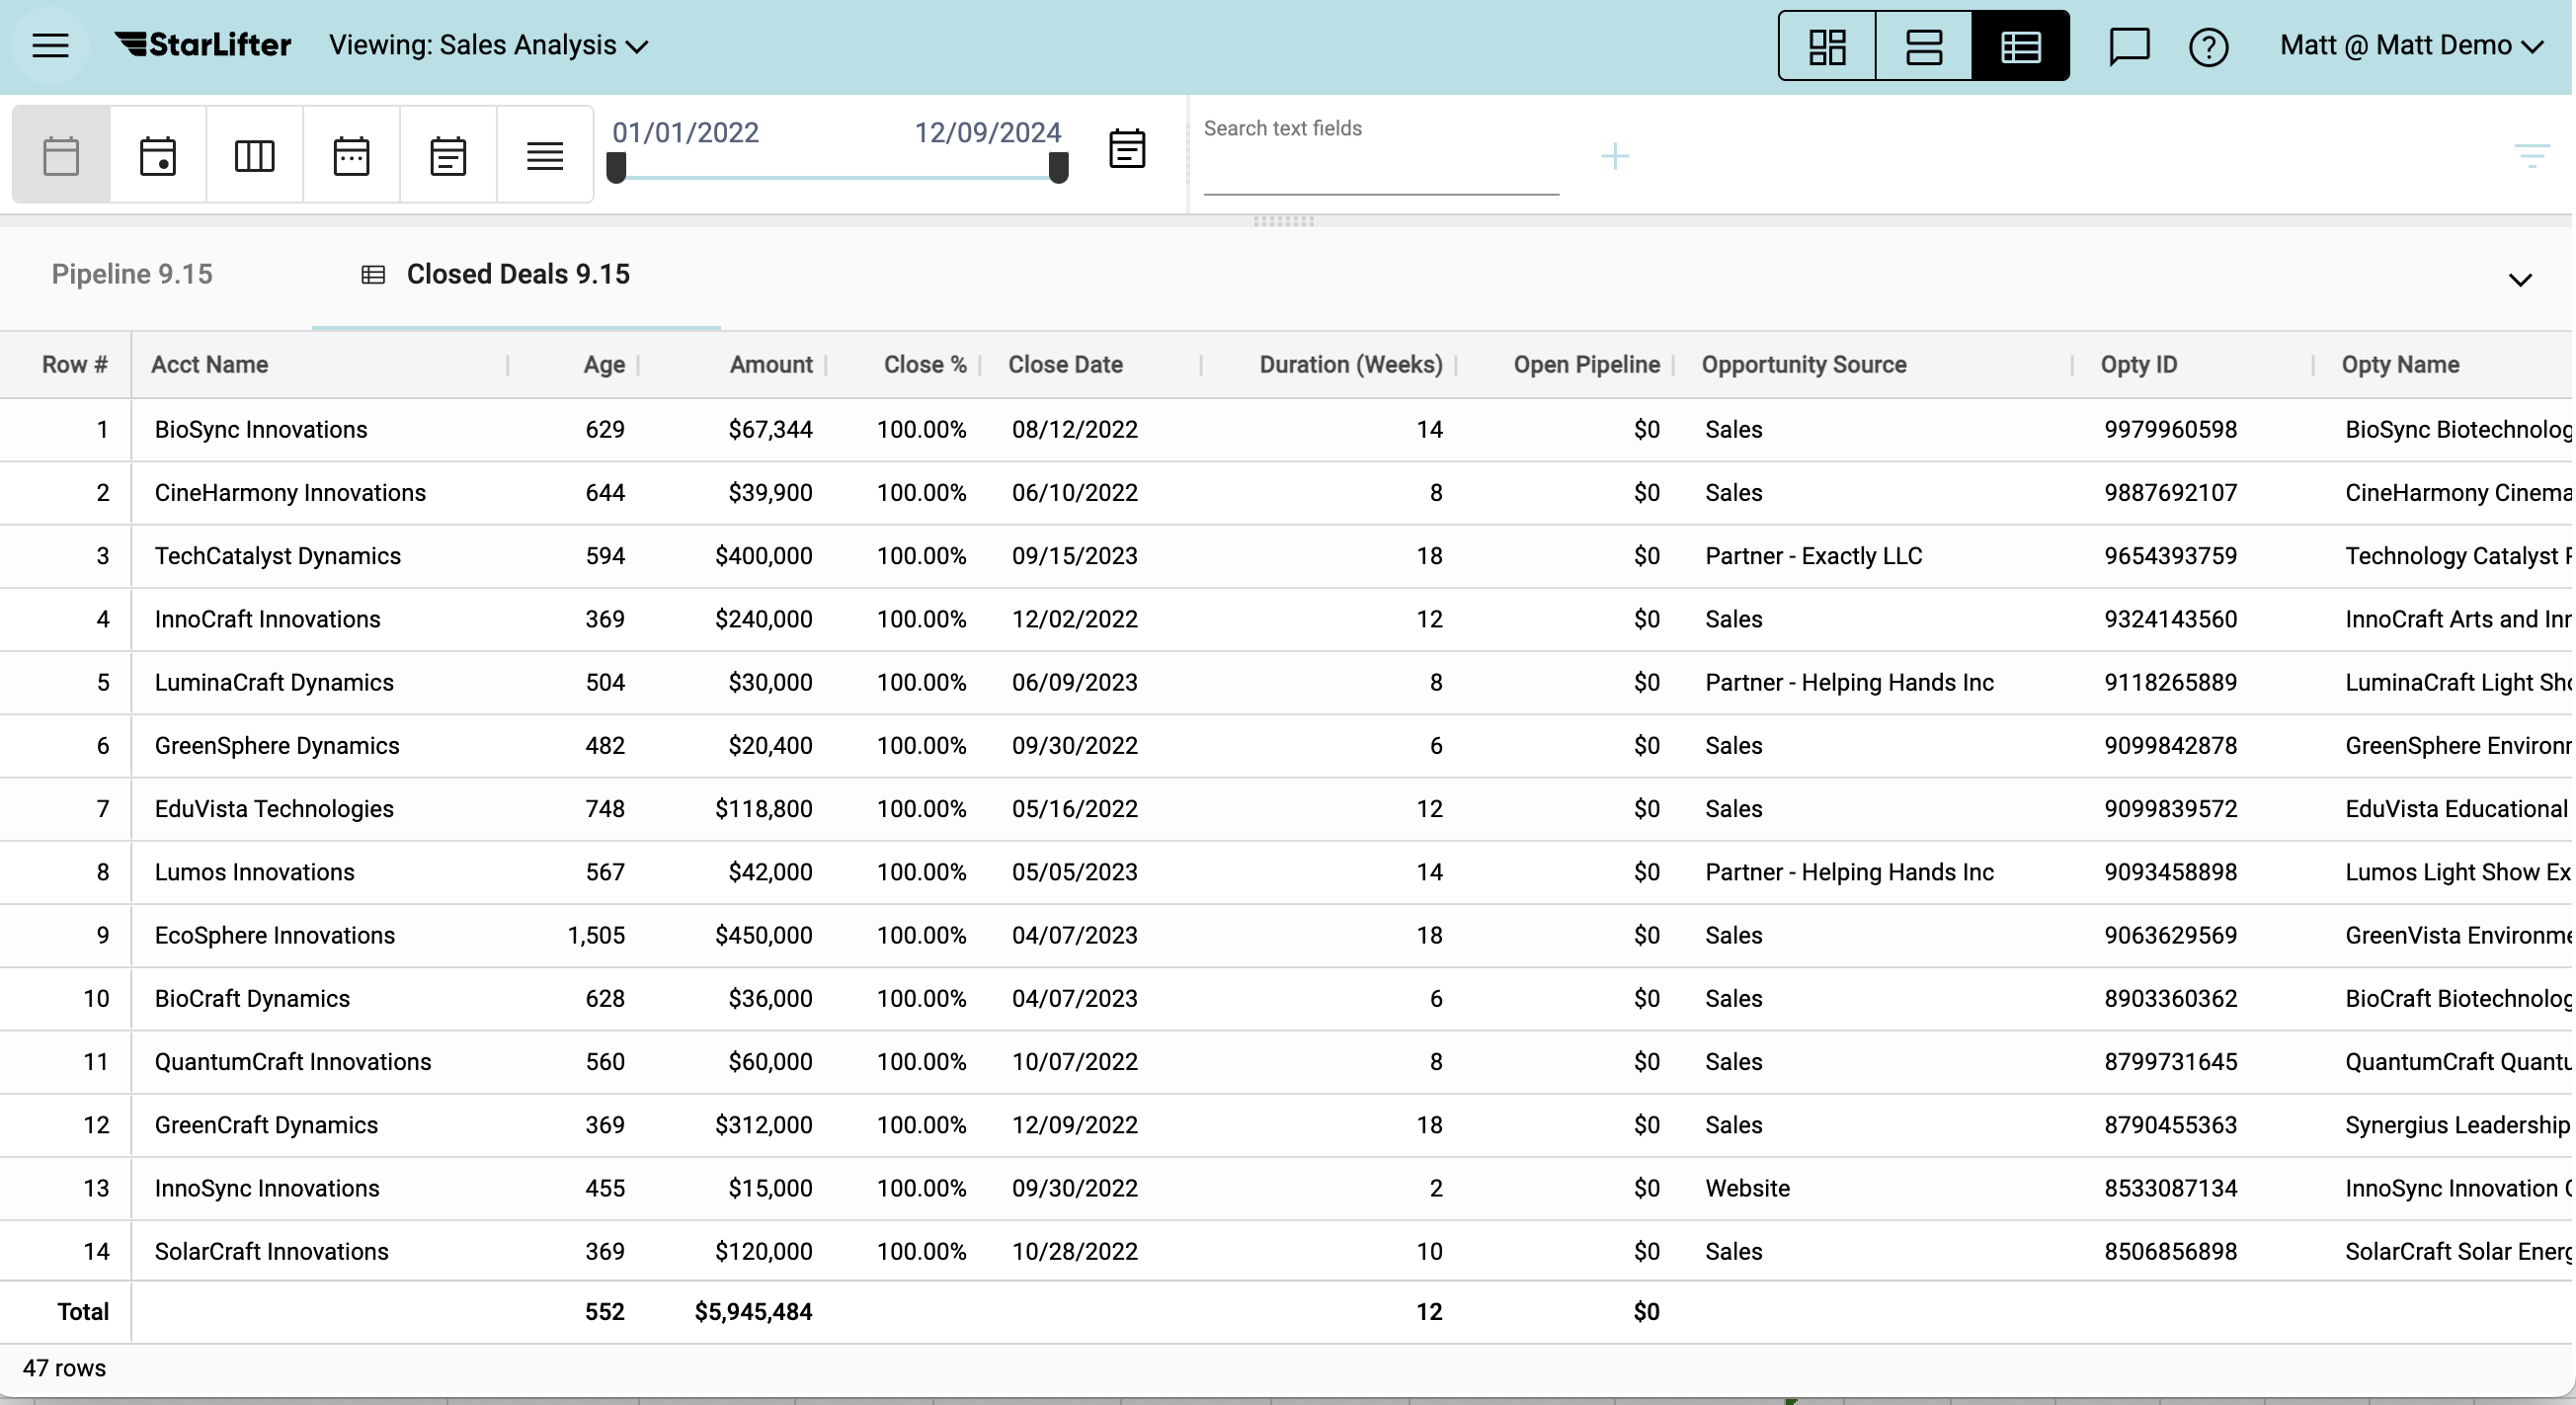 StarLifter Viewing: Sales Analysis Matt @ Matt Demo
01/01/2022 12/09/2024 Search text fields
Pipeline 9.15 Closed Deals 9.15
Row # Acct Name Age Amount Close % Close Date Duration (Weeks) Open Pipeline Opportunity Source Opty ID Opty Name
1 BioSync Innovations 629 $67,344 100.00% 08/12/2022 14 $0 Sales 9979960598 BioSync Biotechnolog
2 CineHarmony Innovations 644 $39,900 100.00% 06/10/2022 8 $0 Sales 9887692107 CineHarmony Cinema
3 TechCatalyst Dynamics 594 $400,000 100.00% 09/15/2023 18 $0 Partner - Exactly LLC 9654393759 Technology Catalyst
4 InnoCraft Innovations 369 $240,000 100.00% 12/02/2022 12 $0 Sales 9324143560 InnoCraft Arts and Inn
5 LuminaCraft Dynamics 504 $30,000 100.00% 06/09/2023 8 $0 Partner - Helping Hands Inc 9118265889 LuminaCraft Light Sho
6 GreenSphere Dynamics 482 $20,400 100.00% 09/30/2022 6 $0 Sales 9099842878 GreenSphere Environm
7 EduVista Technologies 748 $118,800 100.00% 05/16/2022 12 $0 Sales 9099839572 EduVista Educational
8 Lumos Innovations 567 $42,000 100.00% 05/05/2023 14 $0 Partner - Helping Hands Inc 9093458898 Lumos Light Show Ex
9 EcoSphere Innovations 1,505 $450,000 100.00% 04/07/2023 18 $0 Sales 9063629569 GreenVista Environme
10 BioCraft Dynamics 628 $36,000 100.00% 04/07/2023 6 $0 Sales 8903360362 BioCraft Biotechnolog
11 QuantumCraft Innovations 560 $60,000 100.00% 10/07/2022 8 $0 Sales 8799731645 QuantumCraft Quantu
12 GreenCraft Dynamics 369 $312,000 100.00% 12/09/2022 18 $0 Sales 8790455363 Synergius Leadership
13 InnoSync Innovations 455 $15,000 100.00% 09/30/2022 2 $0 Website 8533087134 InnoSync Innovation
14 SolarCraft Innovations 369 $120,000 100.00% 10/28/2022 10 $0 Sales 8506856898 SolarCraft Solar Energ
Total 552 $5,945,484 12 $0
47 rows